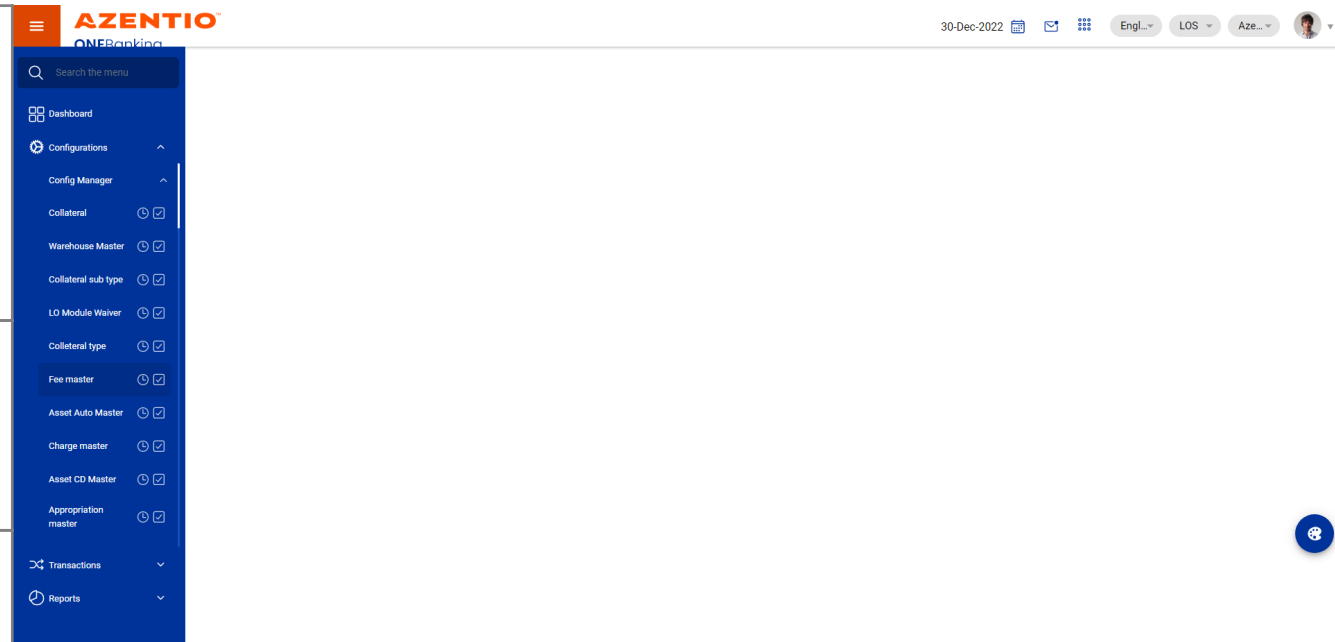 AZENTIO™
ONEBanking
30-Dec-2022
Engl...
LOS
Aze...
Search the menu
Dashboard
Configurations
Config Manager
Collateral
Warehouse Master
Collateral sub type
LO Module Waiver
Colleteral type
Fee master
Asset Auto Master
Charge master
Asset CD Master
Appropriation
master
Transactions
Reports